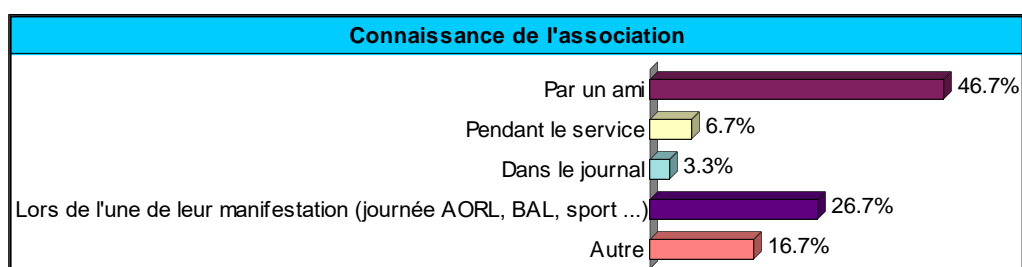 Connaissance de l'association
Par un ami 46.7%
Pendant le service 6.7%
Dans le journal 3.3%
Lors de l'une de leur manifestation (journée AORL, BAL, sport ...) 26.7%
Autre 16.7%